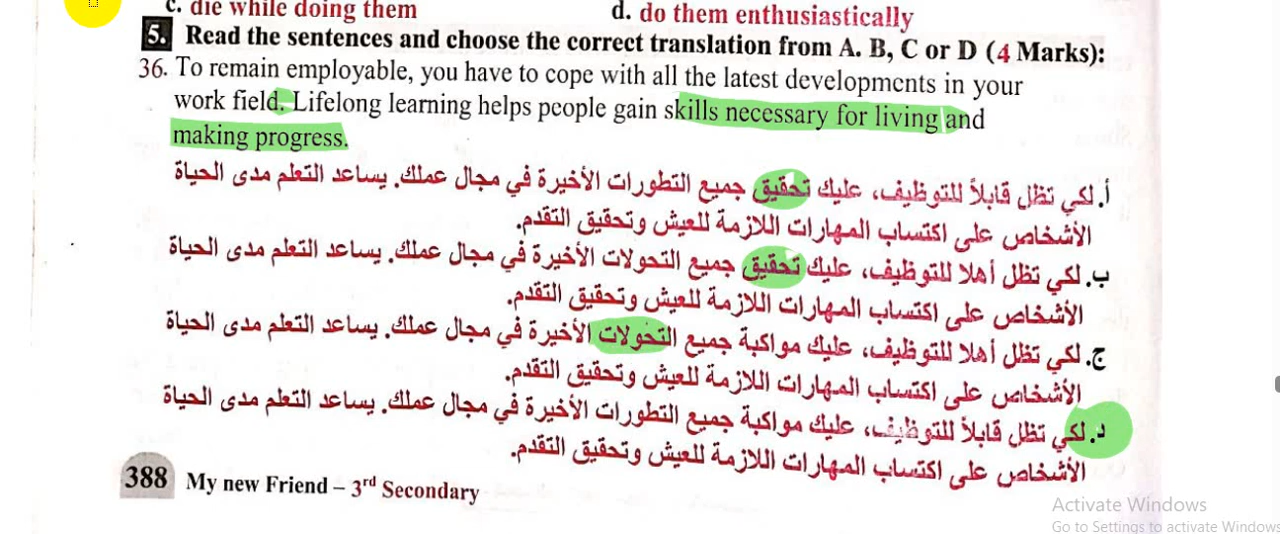 c. die while doing them d. do them enthusiastically
5. Read the sentences and choose the correct translation from A. B, C or D (4 Marks):
36. To remain employable, you have to cope with all the latest developments in your
work field. Lifelong learning helps people gain skills necessary for living and
making progress.
أ. لكي تظل قابلاً للتوظيف، عليك تحقيق جميع التطورات الأخيرة في مجال عملك. يساعد التعلم مدى الحياة
الأشخاص على اكتساب المهارات اللازمة للعيش وتحقيق التقدم.
ب. لكي تظل أهلا للتوظيف، عليك تحقيق جميع التحولات الأخيرة في مجال عملك. يساعد التعلم مدى الحياة
الأشخاص على اكتساب المهارات اللازمة للعيش وتحقيق التقدم.
ج. لكي تظل أهلا للتوظيف، عليك مواكبة جميع التحولات الأخيرة في مجال عملك. يساعد التعلم مدى الحياة
الأشخاص على اكتساب المهارات اللازمة للعيش وتحقيق التقدم.
د. لكي تظل قابلاً للتوظيف، عليك مواكبة جميع التطورات الأخيرة في مجال عملك. يساعد التعلم مدى الحياة
الأشخاص على اكتساب المهارات اللازمة للعيش وتحقيق التقدم.
388 My new Friend – 3rd Secondary
Activate Windows
Go to Settings to activate Windows